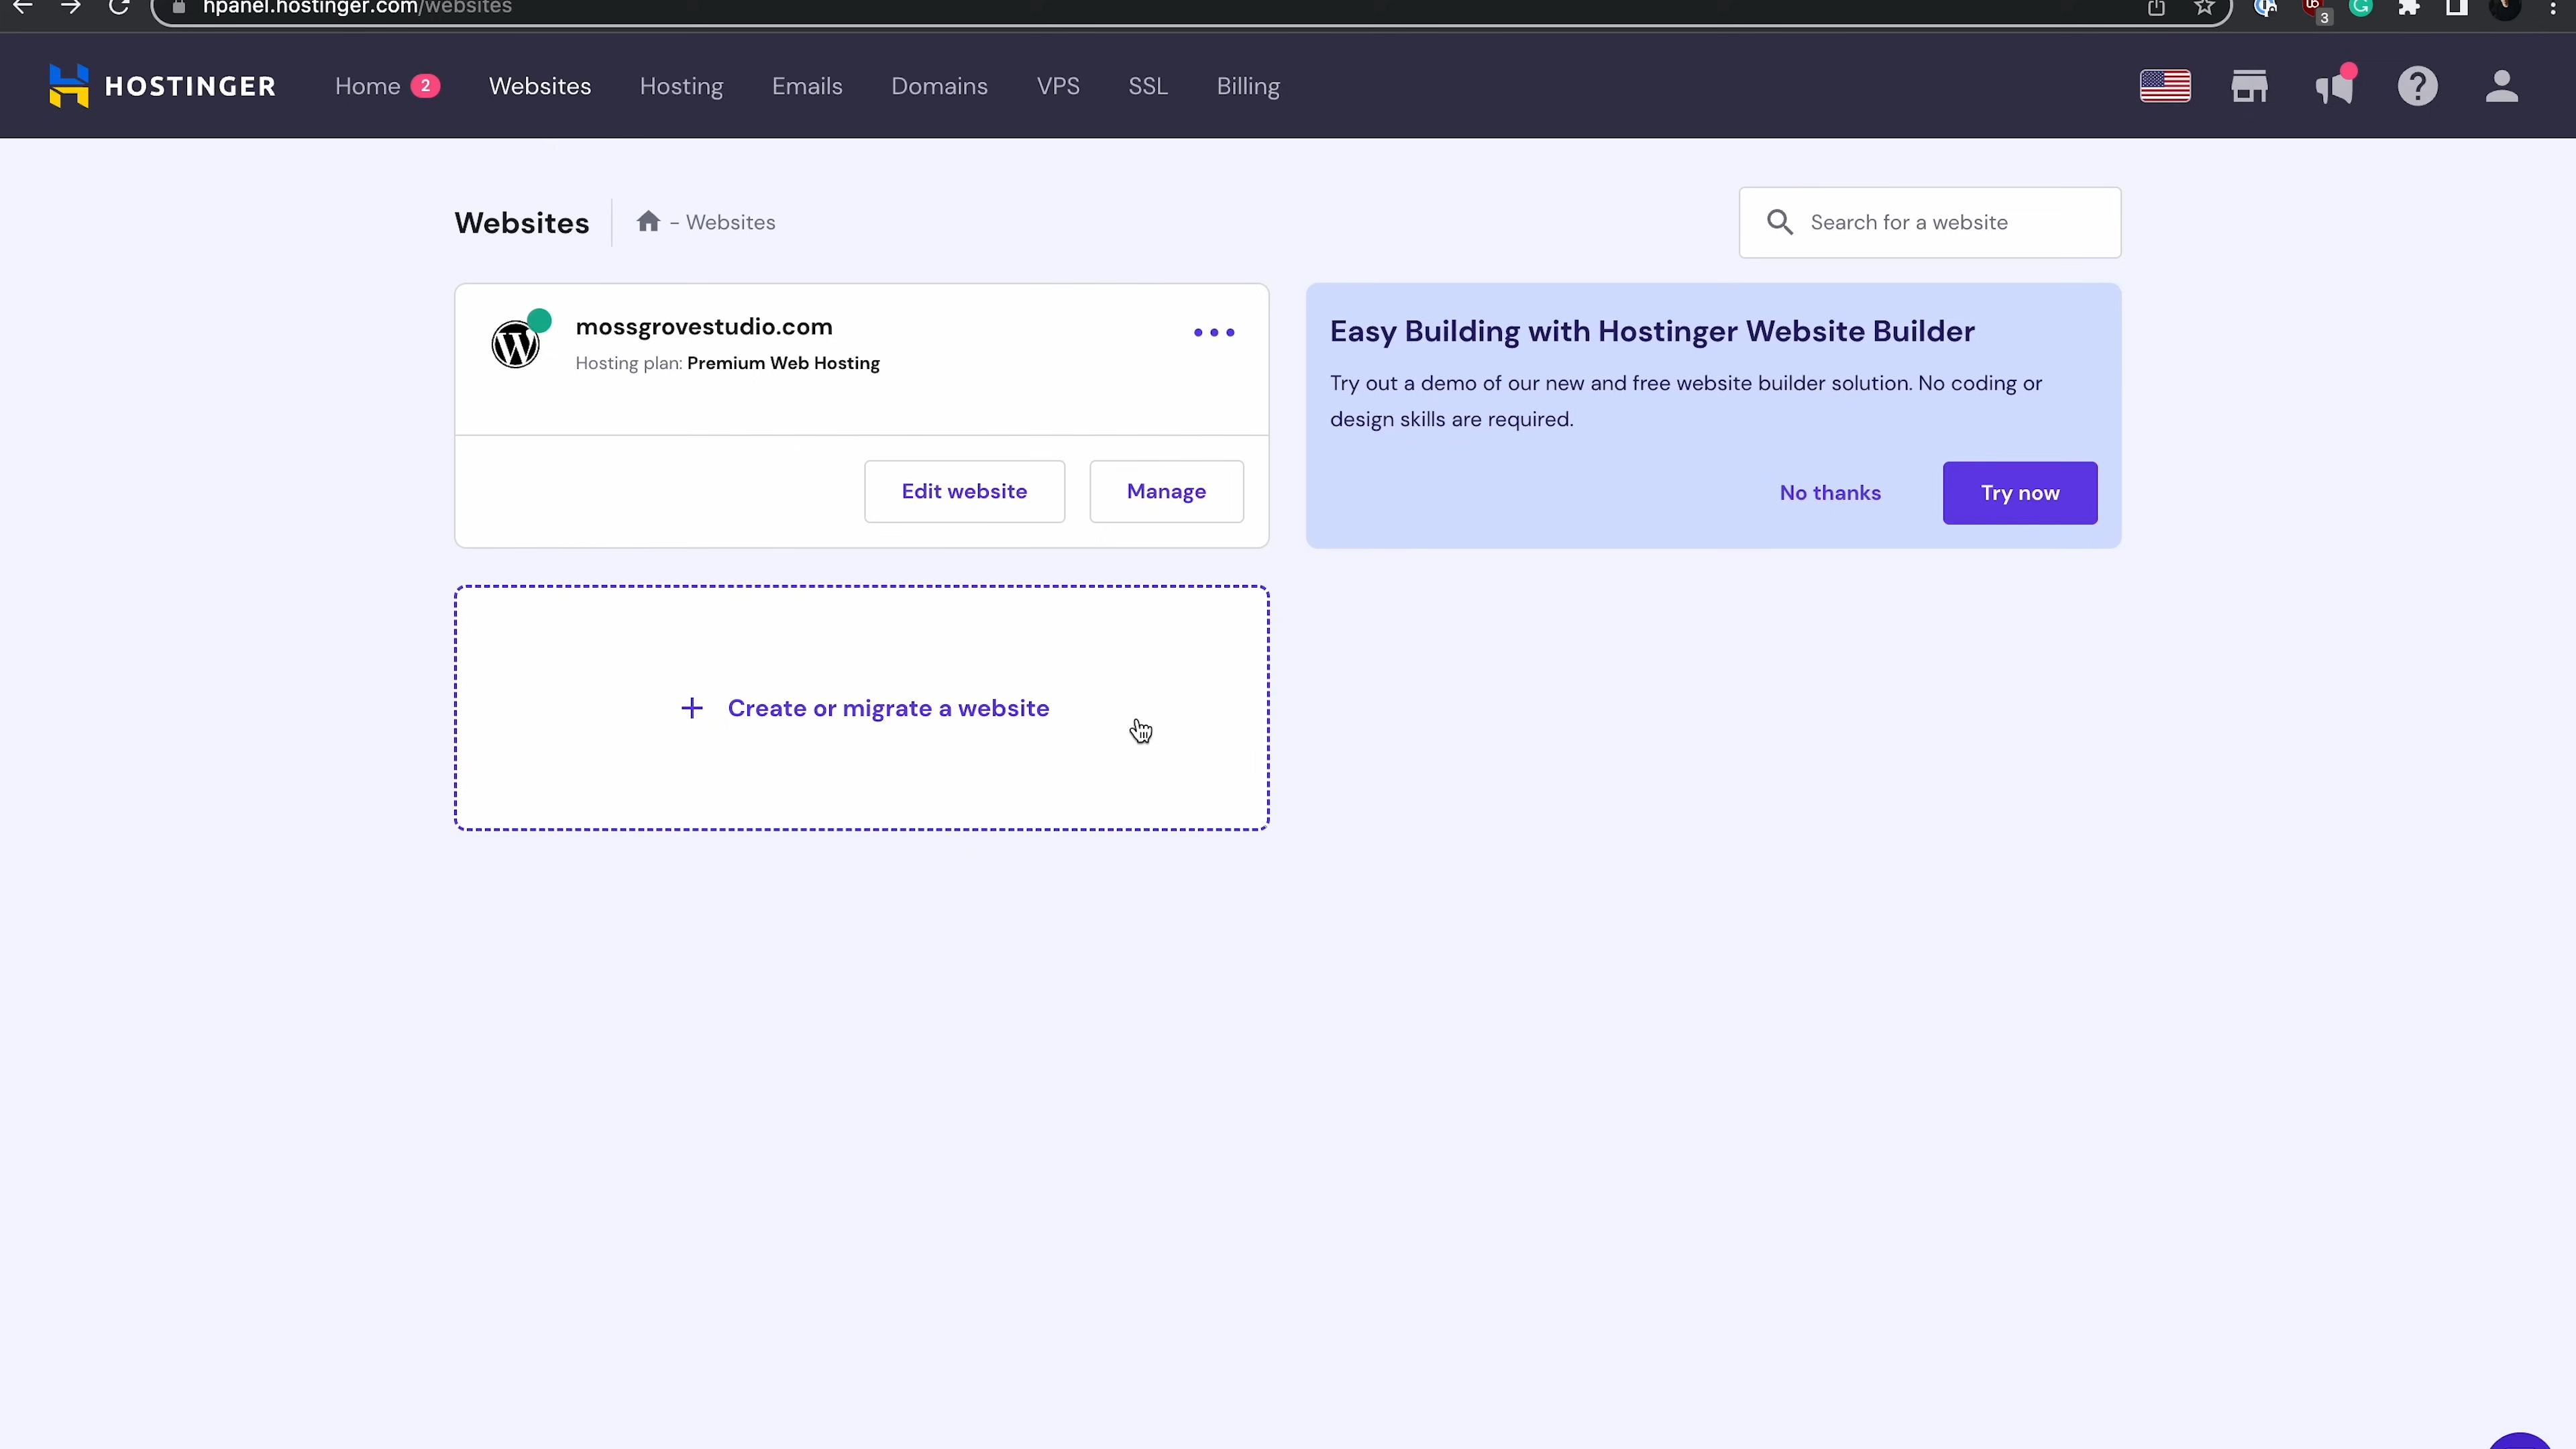 hpanel.hostinger.com/websites
3
HOSTINGER
Home 2 Websites Hosting Emails Domains VPS SSL Billing
Websites - Websites
Search for a website
mossgrovestudio.com
Hosting plan: Premium Web Hosting
Edit website
Manage
Easy Building with Hostinger Website Builder
Try out a demo of our new and free website builder solution. No coding or
design skills are required.
No thanks
Try now
+ Create or migrate a website